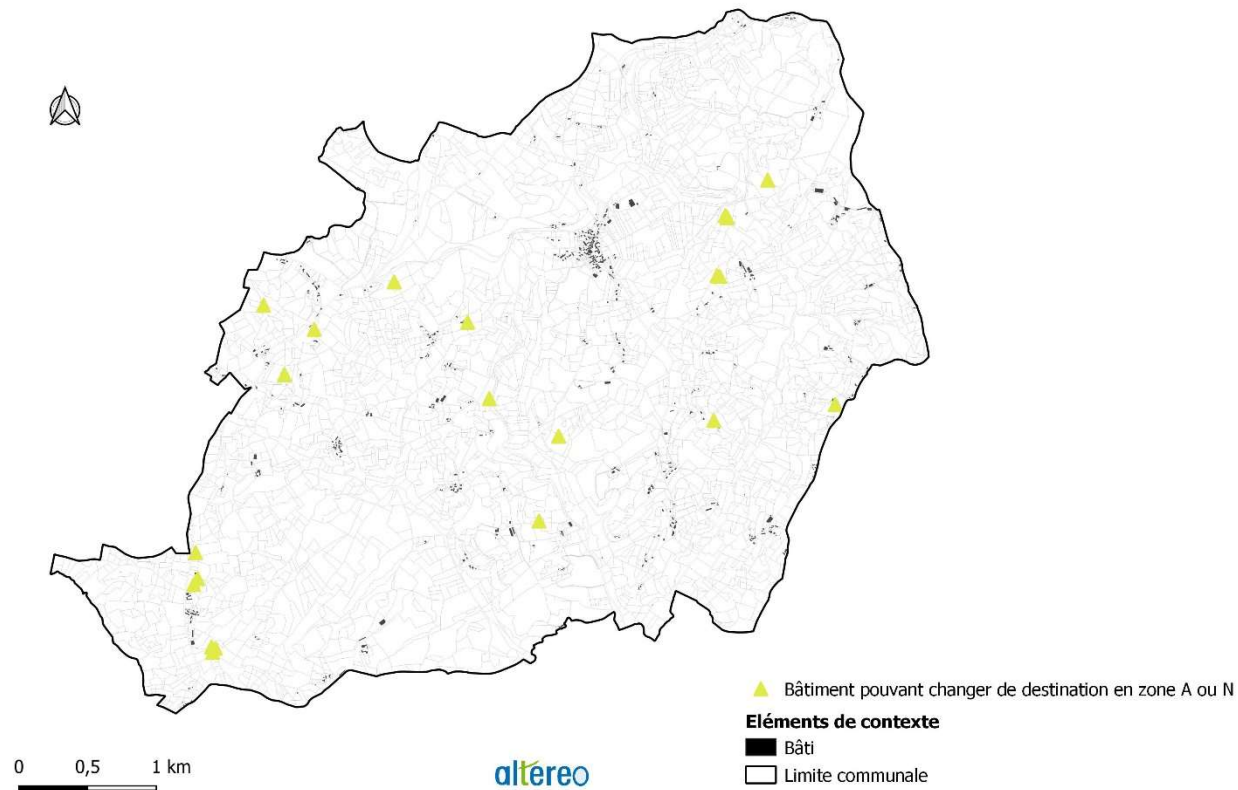 Bâtiment pouvant changer de destination en zone A ou N
Eléments de contexte
Bâti
Limite communale
0 0,5 1 km
altereo